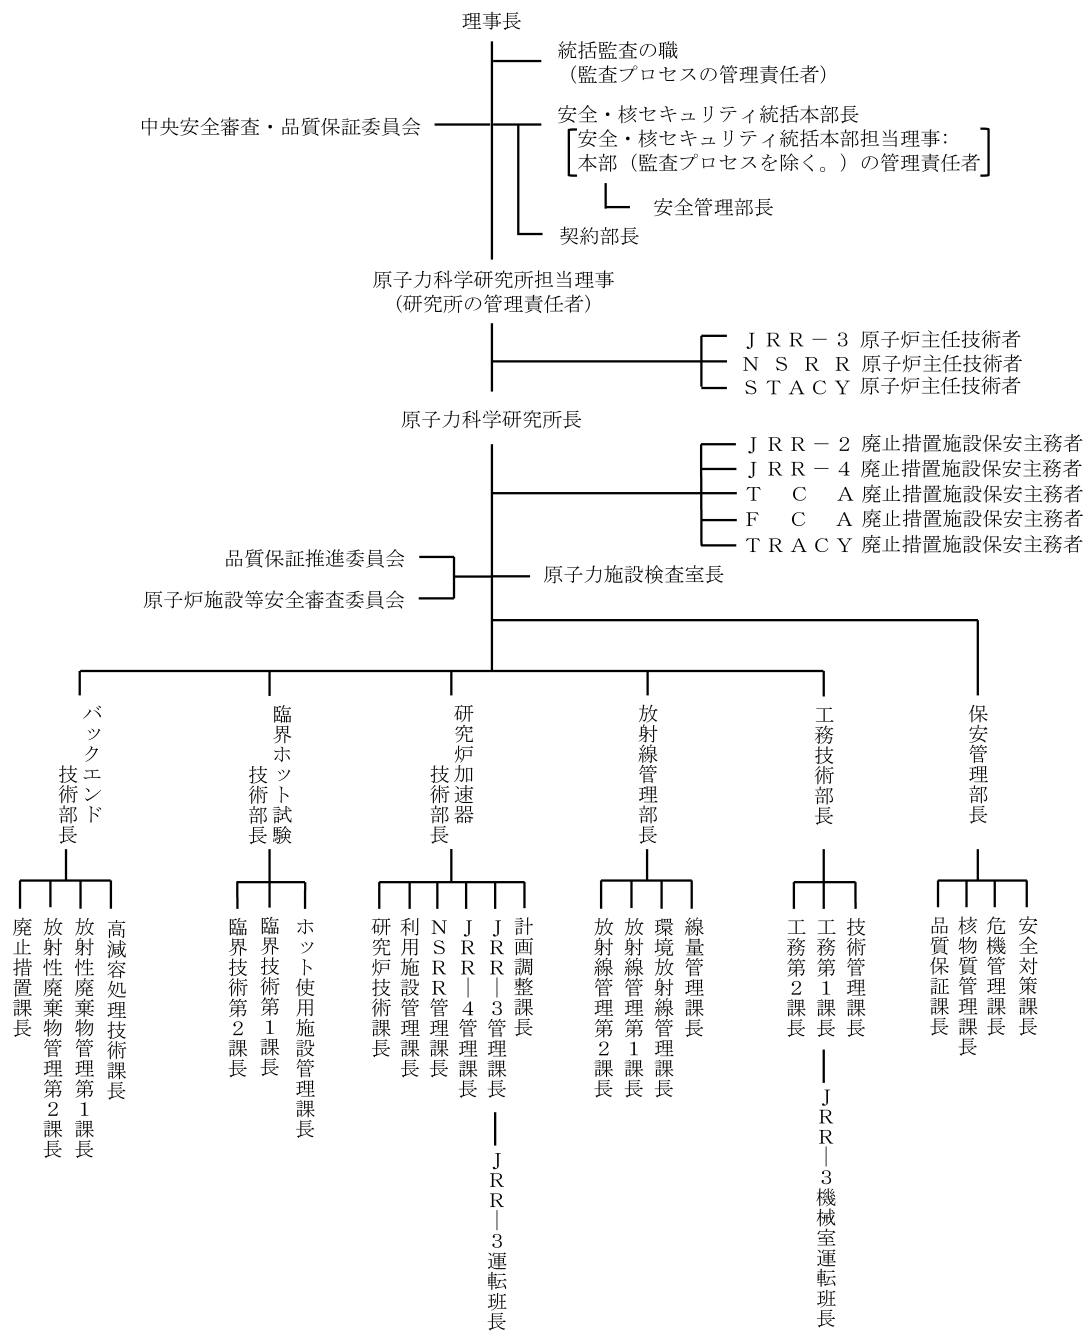 理事長
統括監査の職
（監査プロセスの管理責任者）
中央安全審査・品質保証委員会
安全・核セキュリティ統括本部長
安全・核セキュリティ統括本部担当理事：
本部（監査プロセスを除く。）の管理責任者
安全管理部長
契約部長
原子力科学研究所担当理事
（研究所の管理責任者）
ＪＲＲ－３ 原子炉主任技術者
ＮＳＲＲ 原子炉主任技術者
ＳＴＡＣＹ 原子炉主任技術者
原子力科学研究所長
ＪＲＲ－２ 廃止措置施設保安主務者
ＪＲＲ－４ 廃止措置施設保安主務者
ＴＣＡ 廃止措置施設保安主務者
ＦＣＡ 廃止措置施設保安主務者
ＴＲＡＣＹ 廃止措置施設保安主務者
品質保証推進委員会
原子力施設検査室長
原子炉施設等安全審査委員会
バックエンド
技術部長
臨界ホット試験
技術部長
研究炉加速器
技術部長
放射線管理部長
工務技術部長
保安管理部長
廃止措置課長
放射性廃棄物管理第２課長
放射性廃棄物管理第１課長
高減容処理技術課長
臨界技術第２課長
臨界技術第１課長
ホット使用施設管理課長
研究炉技術課長
利用施設管理課長
ＮＳＲＲ管理課長
ＪＲＲ－４管理課長
ＪＲＲ－３管理課長
計画調整課長
放射線管理第２課長
放射線管理第１課長
環境放射線管理課長
線量管理課長
工務第２課長
工務第１課長
技術管理課長
品質保証課長
核物質管理課長
危機管理課長
安全対策課長
ＪＲＲ－３運転班長
ＪＲＲ－３機械室運転班長